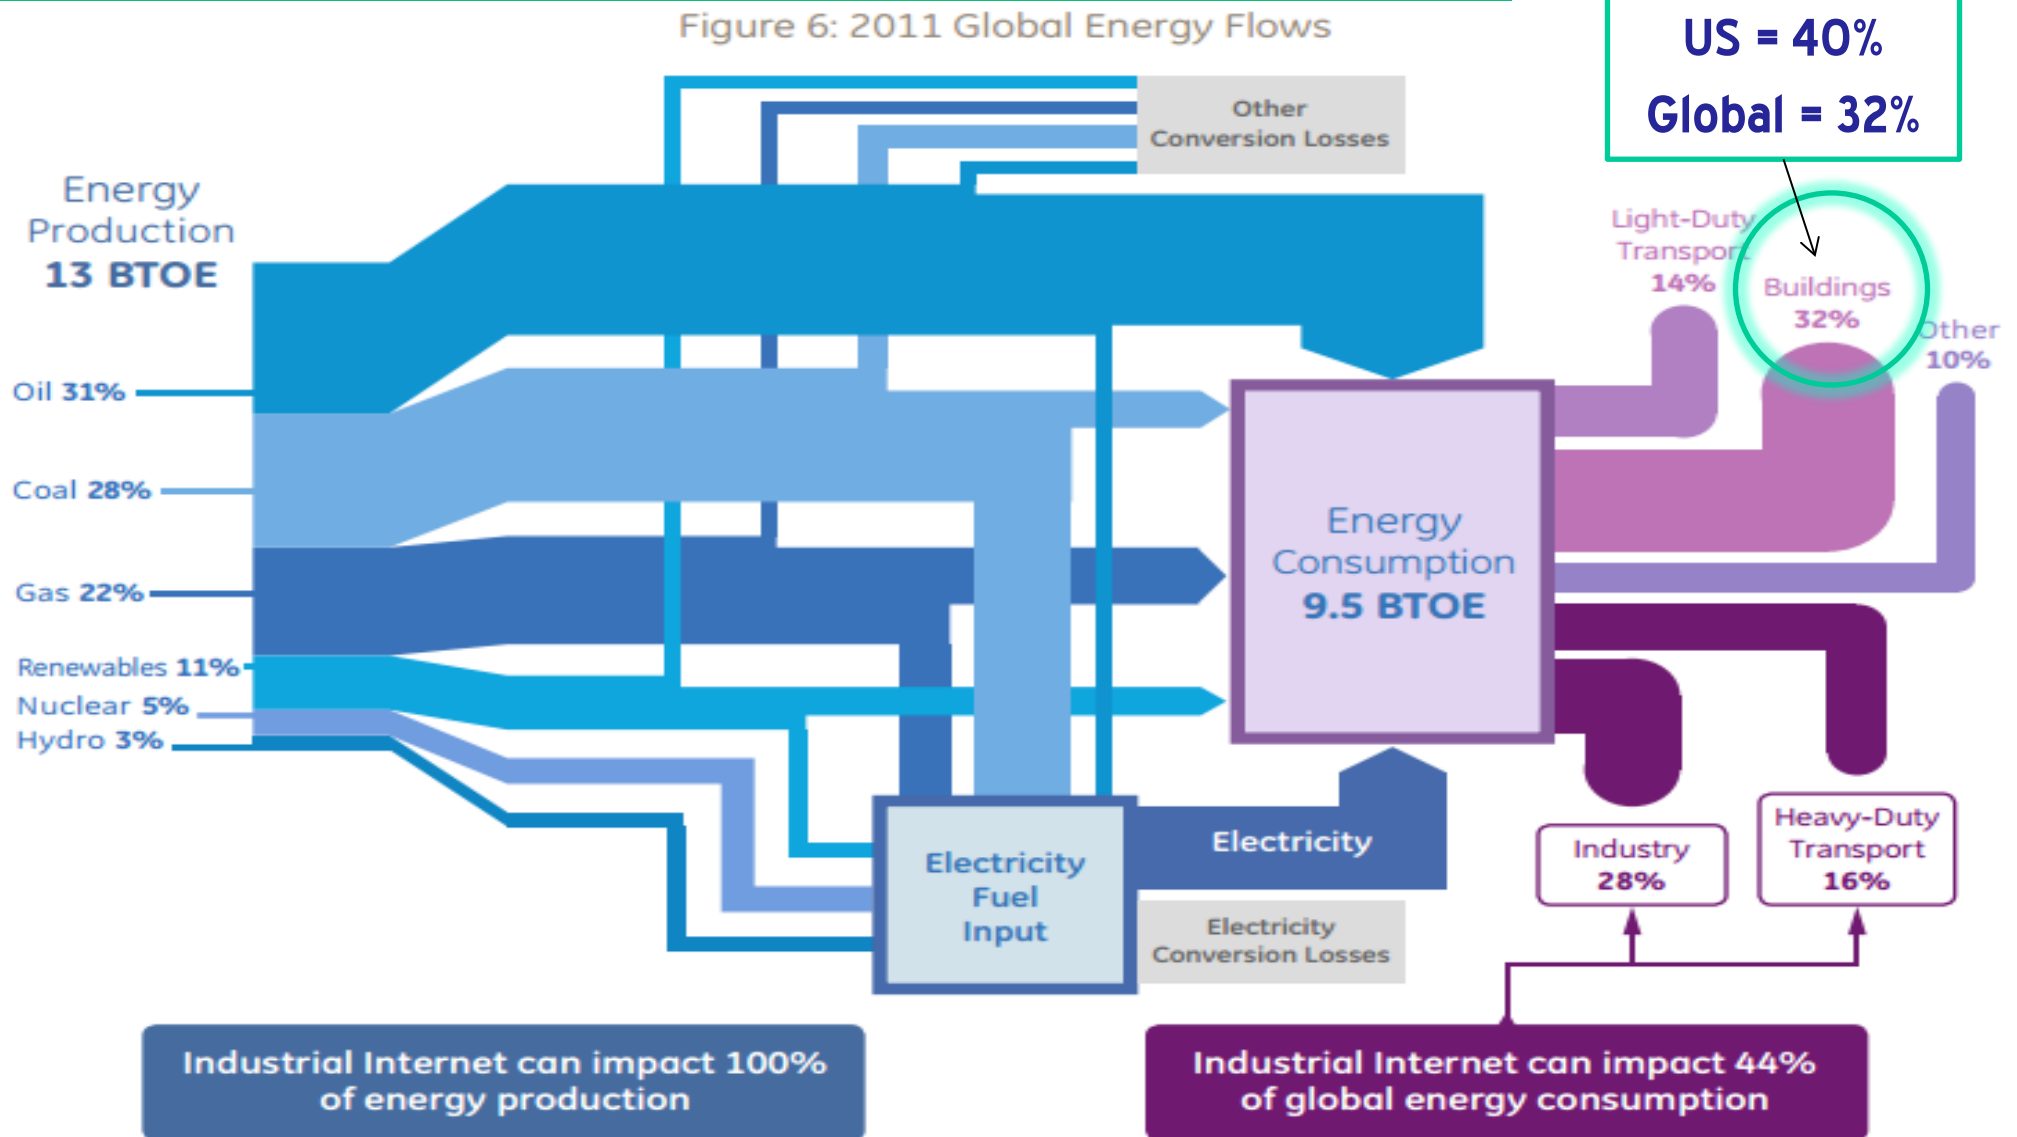 Figure 6: 2011 Global Energy Flows
US = 40%
Global = 32%
Other
Conversion Losses
Energy
Production
13 BTOE
Light-Duty
Transport
14%
Buildings
32%
Other
10%
Oil 31%
Coal 28%
Gas 22%
Renewables 11%
Nuclear 5%
Hydro 3%
Energy
Consumption
9.5 BTOE
Electricity
Fuel
Input
Electricity
Electricity
Conversion Losses
Industry
28%
Heavy-Duty
Transport
16%
Industrial Internet can impact 100%
of energy production
Industrial Internet can impact 44%
of global energy consumption